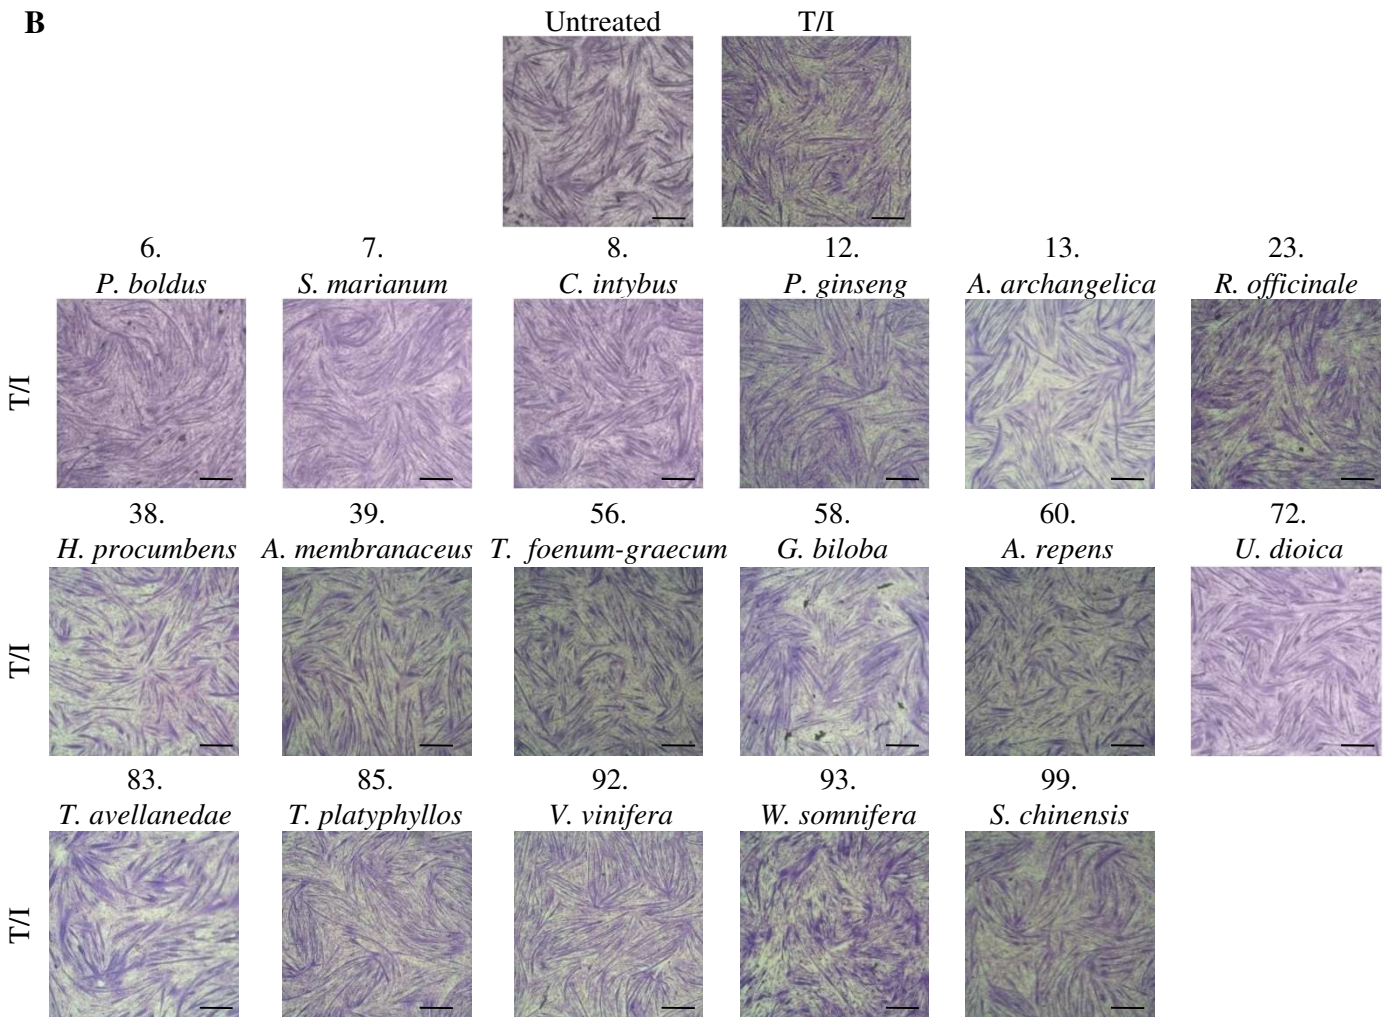 B
Untreated T/I
6. 7. 8. 12. 13. 23.
P. boldus S. marianum C. intybus P. ginseng A. archangelica R. officinale
T/I
38. 39. 56. 58. 60. 72.
H. procumbens A. membranaceus T. foenum-graecum G. biloba A. repens U. dioica
T/I
83. 85. 92. 93. 99.
T. avellanedae T. platyphyllos V. vinifera W. somnifera S. chinensis
T/I